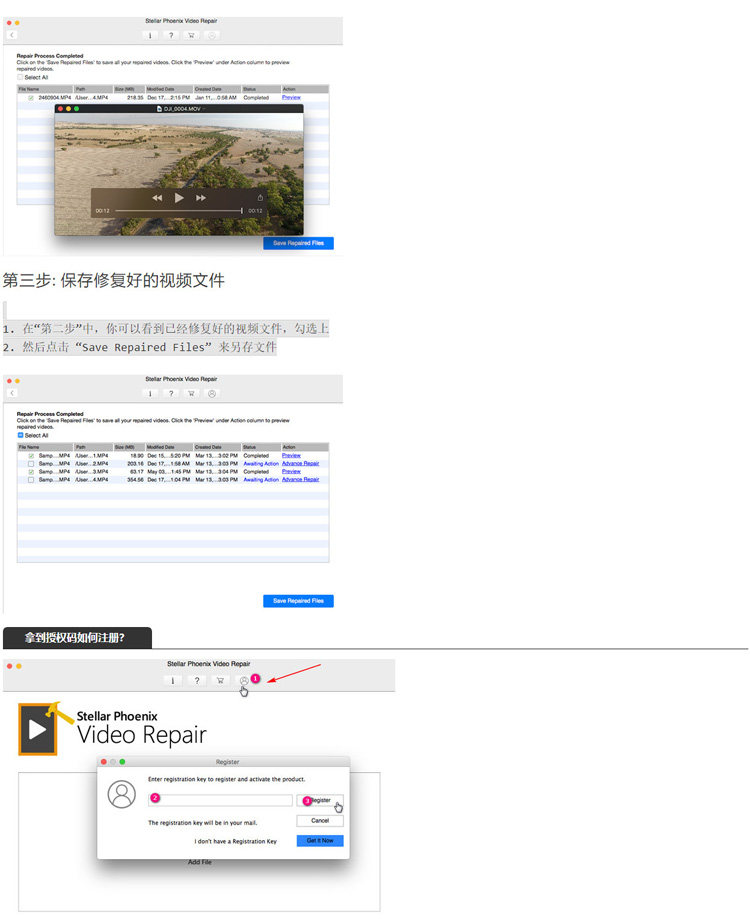 Stellar Phoenix Video Repair
Repair Process Completed
Click on the 'Save Repaired Files' to save all your repaired videos. Click the 'Preview' under Action column to preview
repaired videos.
Select All
File Name Path Size (MB) Modified Date Created Date Status Action
2460904.MP4 /User...4.MP4 218.35 Dec 17,...2:15 PM Jan 11,...0:58 AM Completed Preview
DJI_0004.MOV
00:12 00:12
Save Repaired Files
第三步: 保存修复好的视频文件
1. 在“第二步”中，你可以看到已经修复好的视频文件，勾选上
2. 然后点击 “Save Repaired Files” 来另存文件
Stellar Phoenix Video Repair
Repair Process Completed
Click on the 'Save Repaired Files' to save all your repaired videos. Click the 'Preview' under Action column to preview
repaired videos.
Select All
File Name Path Size (MB) Modified Date Created Date Status Action
Samp....MP4 /User...1.MP4 18.90 Dec 15,...5:20 PM Mar 13,...3:02 PM Completed Preview
Samp....MP4 /User...2.MP4 203.16 Dec 17,...1:58 AM Mar 13,...3:03 PM Awaiting Action Advance Repair
Samp....MP4 /User...3.MP4 63.17 May 03,...1:45 PM Mar 13,...3:04 PM Completed Preview
Samp....MP4 /User...4.MP4 354.56 Dec 17,...1:04 PM Mar 13,...3:03 PM Awaiting Action Advance Repair
Save Repaired Files
拿到授权码如何注册?
Stellar Phoenix Video Repair
1
Stellar Phoenix
Video Repair
Register
Enter registration key to register and activate the product.
2
3 Register
The registration key will be in your mail.
Cancel
I don't have a Registration Key
Get It Now
Add File